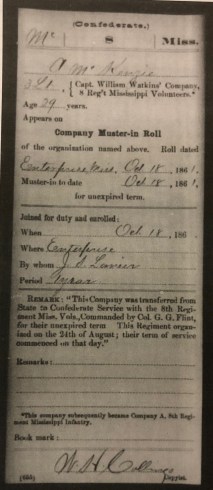 (Confederate.)
Mc 8 Miss.
A Mc Kenzie
Capt. William Watkins' Company,
8 Reg't Mississippi Volunteers.*
Age 29 years.
Appears on
Company Muster-in Roll
of the organization named above. Roll dated
Enterprise Miss, Oct 18, 1861.
Muster-in to date Oct 18, 1861
for unexpired term.
Joined for duty and enrolled:
When Oct 18, 1861
Where Enterprise
By whom J. S. Lanier
Period 1 year
REMARK: "This Company was transferred from
State to Confederate Service with the 8th Regi-
ment Miss. Vols., Commanded by Col. G. G. Flint,
for their unexpired term This Regiment organ-
ized on the 24th of August; their term of service
commenced on that day."
Remarks:
*This company subsequently became Company A, 8th Regi-
ment Mississippi Infantry.
Book mark:
W. H. Collins
Copyist.